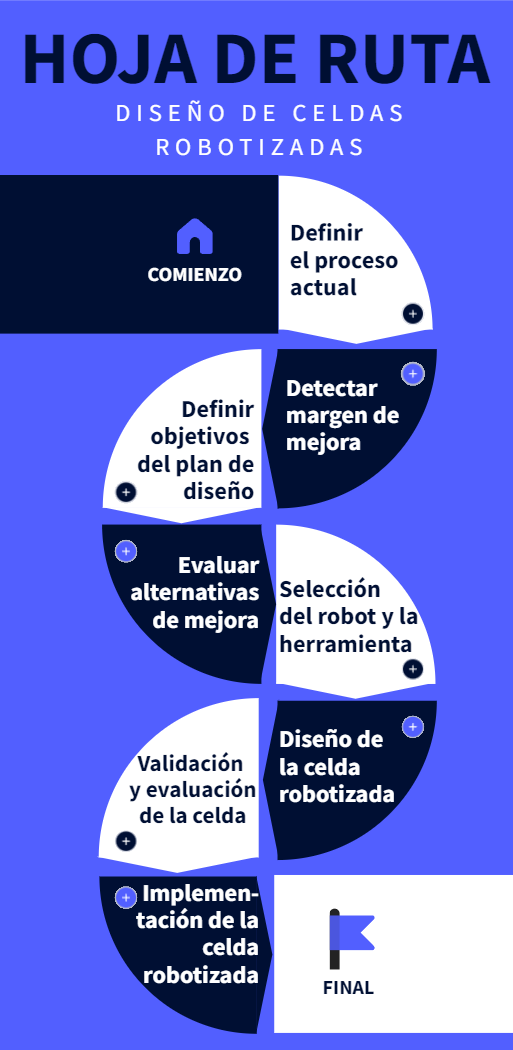 HOJA DE RUTA
DISEÑO DE CELDAS
ROBOTIZADAS
COMIENZO
Definir
el proceso
actual
Detectar
margen de
mejora
Definir
objetivos
del plan de
diseño
Evaluar
alternativas
de mejora
Selección
del robot y la
herramienta
Diseño de
la celda
robotizada
Validación
y evaluación
de la celda
Implemen-
tación de la
celda
robotizada
FINAL